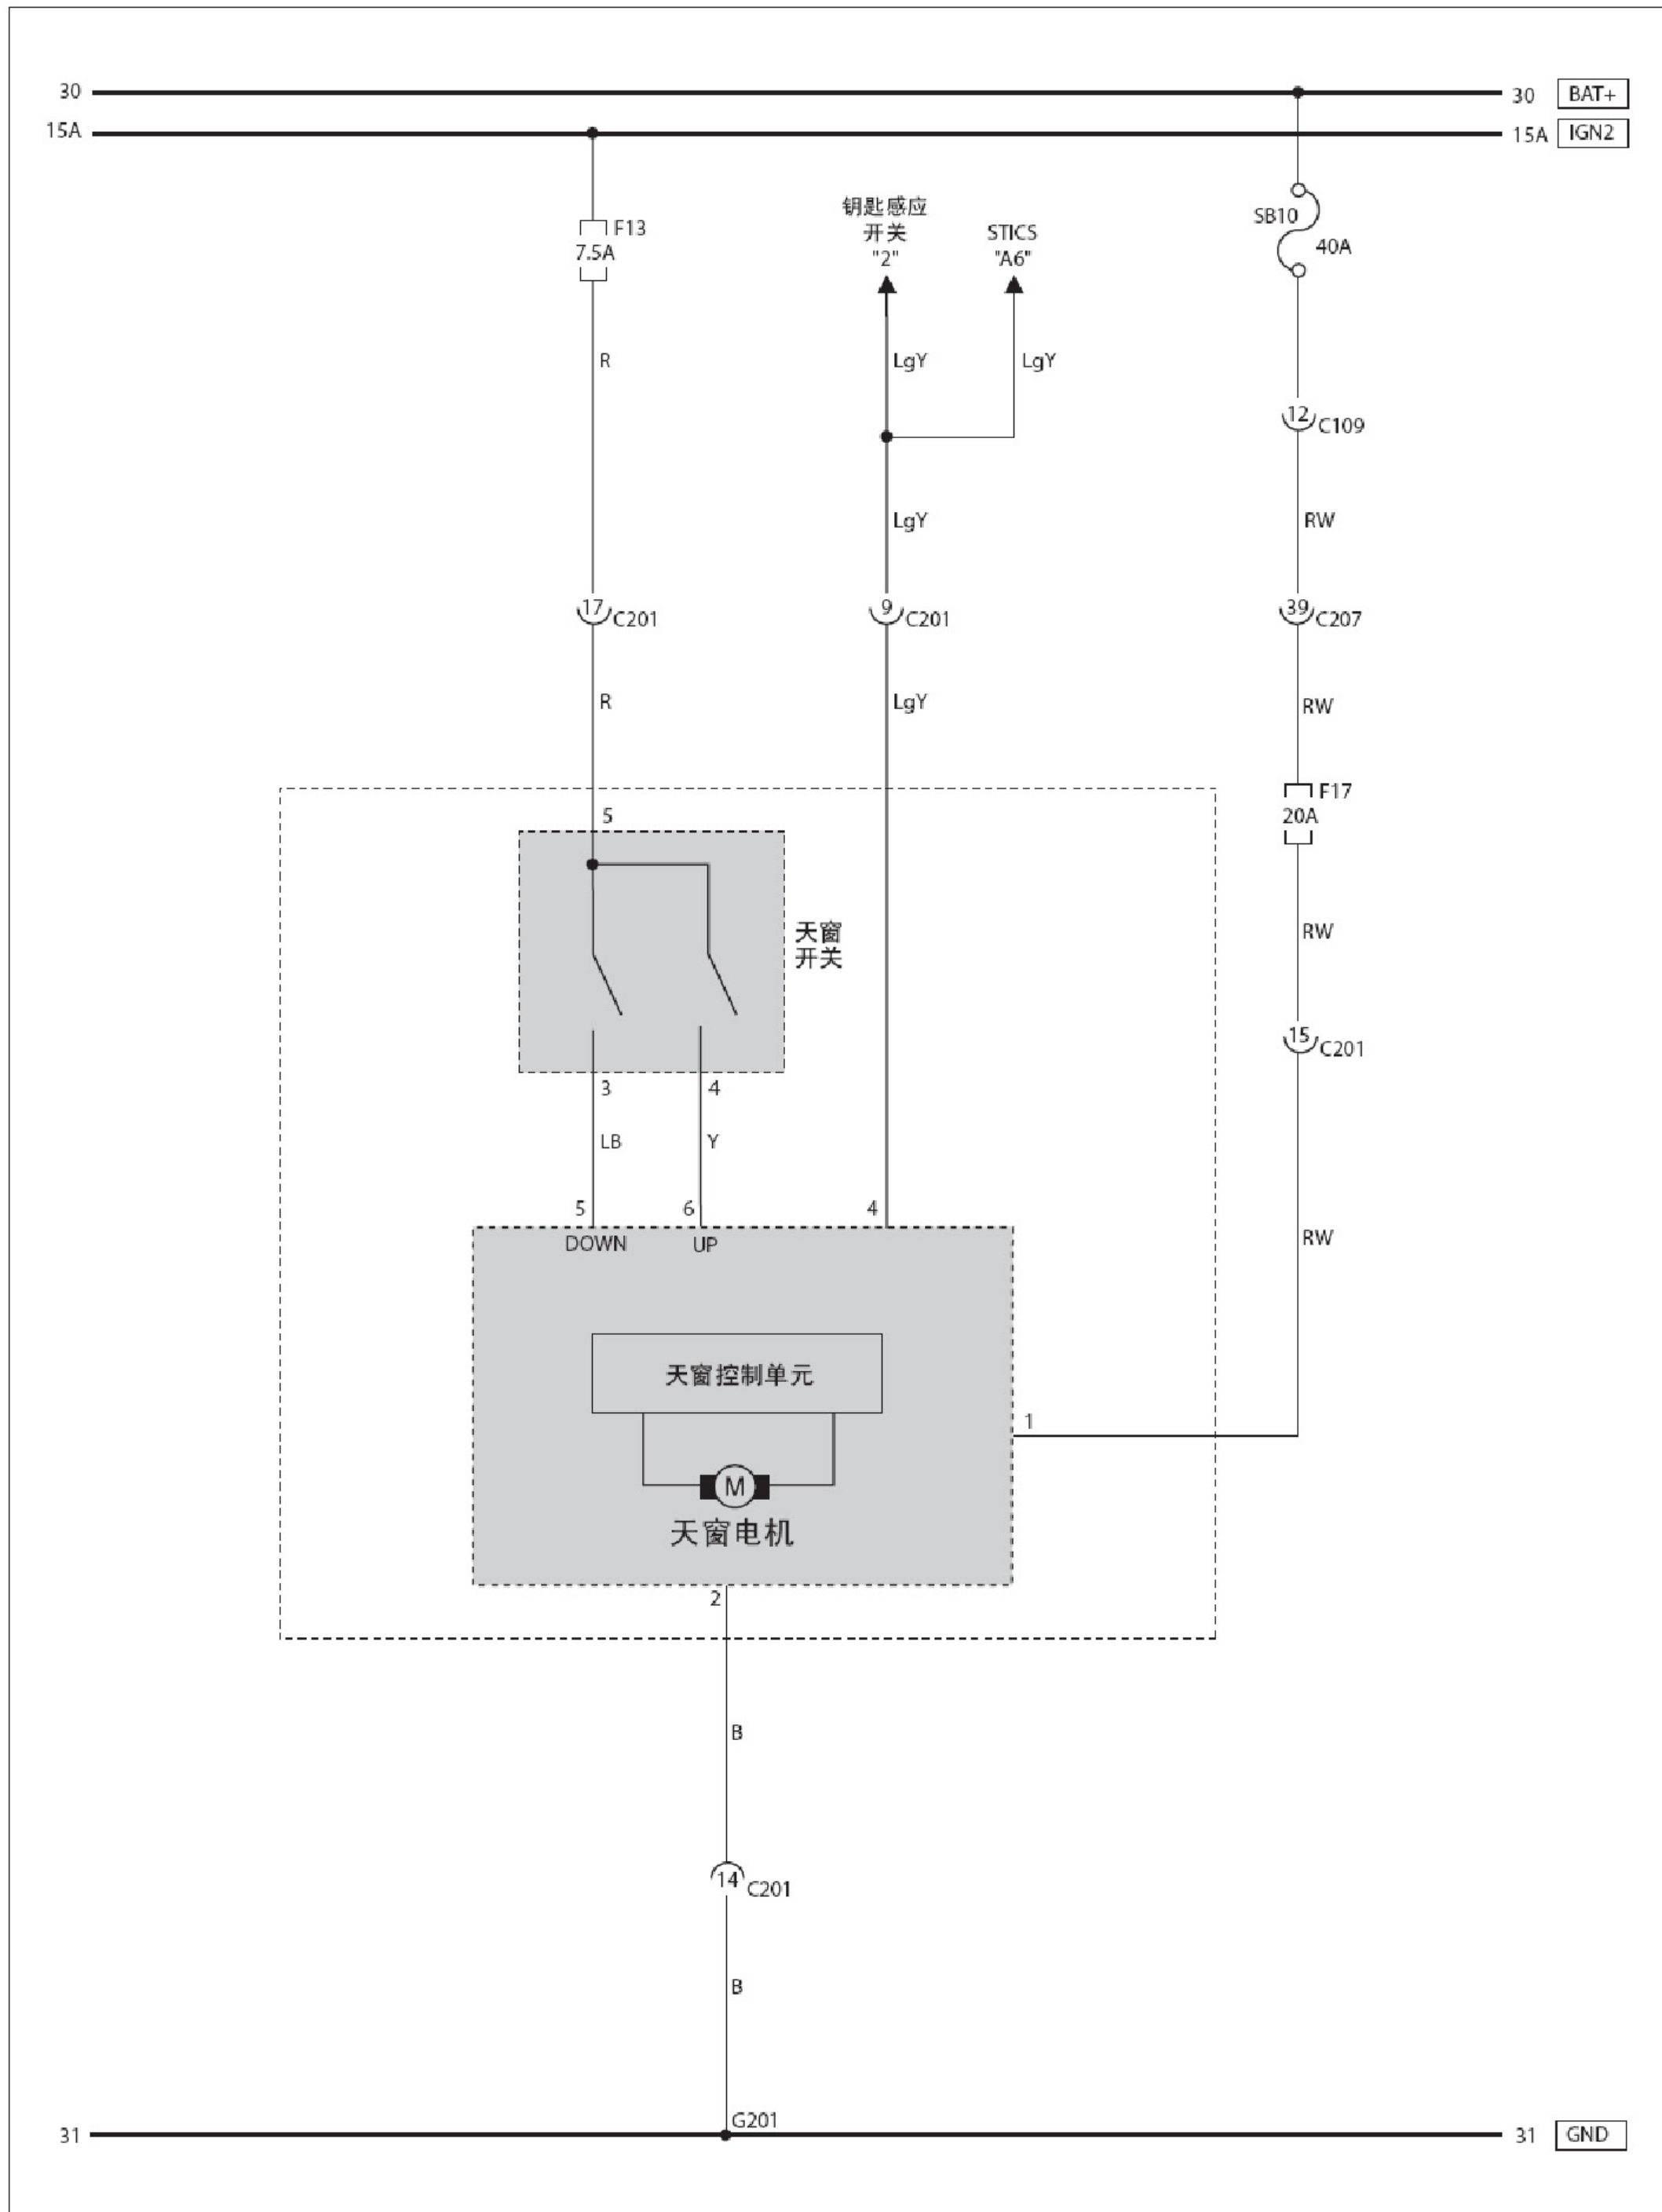 30
30 BAT+
15A
15A IGN2
钥匙感应
开关
"2"
STICS
"A6"
F13
7.5A
SB10
40A
R
LgY
LgY
12 C109
LgY
RW
17 C201
9 C201
39 C207
R
LgY
RW
F17
20A
5
天窗
开关
RW
15 C201
3
4
LB
Y
5
6
4
DOWN
UP
RW
天窗控制单元
1
M
天窗电机
2
B
14 C201
B
G201
31
31 GND